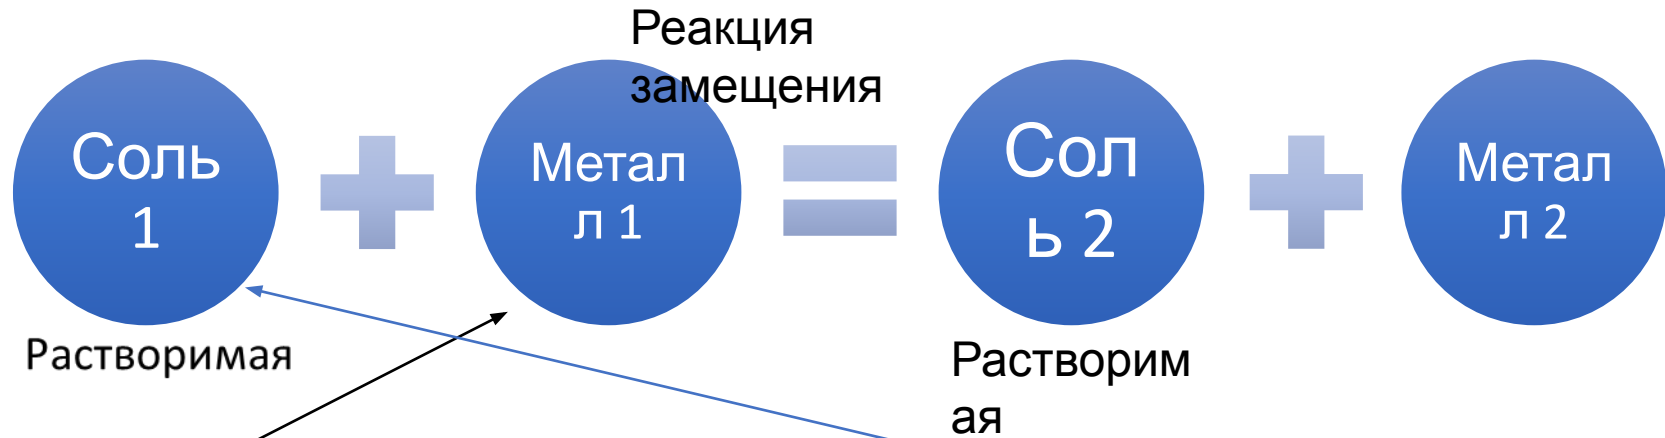 Реакция
замещения
Соль
1
Метал
л 1
Сол
ь 2
Метал
л 2
Растворимая
Растворим
ая